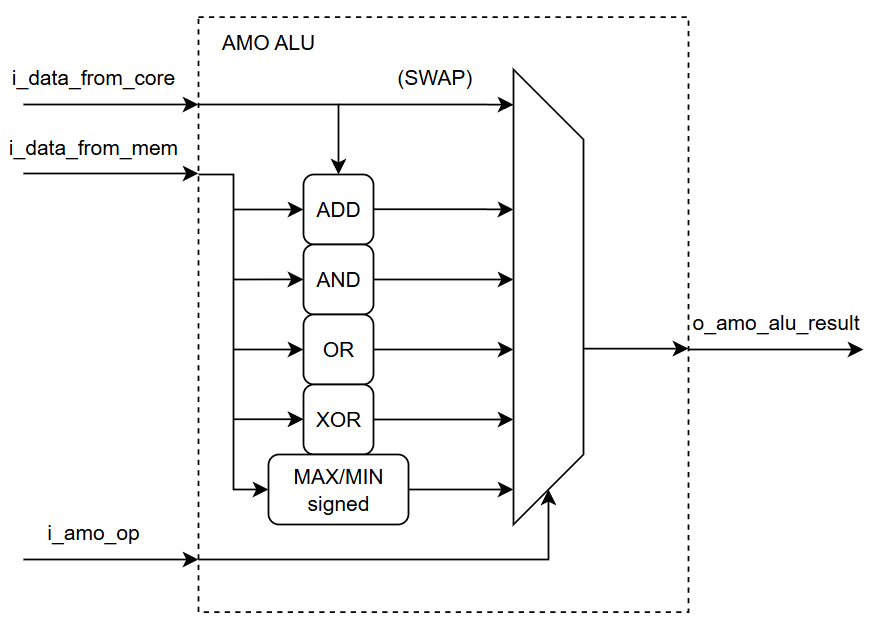 AMO ALU
i_data_from_core
(SWAP)
i_data_from_mem
ADD
AND
OR
o_amo_alu_result
XOR
MAX/MIN
signed
i_amo_op